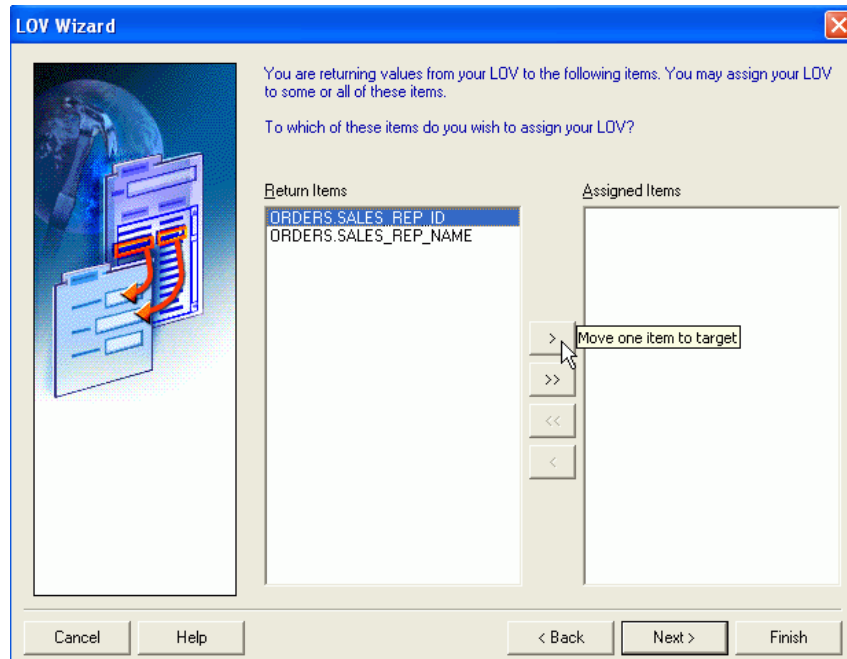 LOV Wizard
You are returning values from your LOV to the following items. You may assign your LOV
to some or all of these items.
To which of these items do you wish to assign your LOV?
Return Items
Assigned Items
ORDERS.SALES_REP_ID
ORDERS.SALES_REP_NAME
>
Move one item to target
>>
<<
<
Cancel
Help
< Back
Next >
Finish